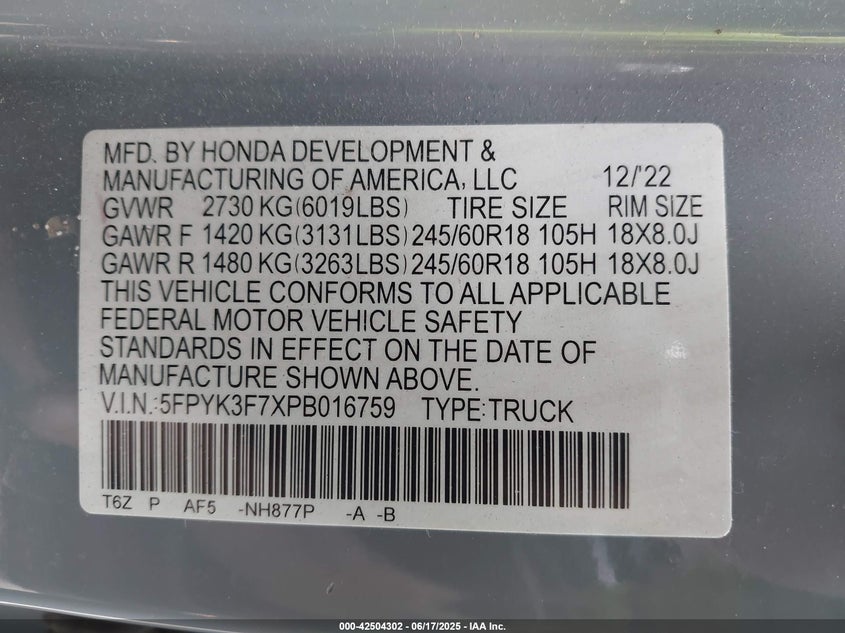 MFD. BY HONDA DEVELOPMENT &
MANUFACTURING OF AMERICA, LLC 12/'22
GVWR 2730 KG(6019LBS) TIRE SIZE RIM SIZE
GAWR F 1420 KG(3131LBS) 245/60R18 105H 18X8.0J
GAWR R 1480 KG(3263LBS) 245/60R18 105H 18X8.0J
THIS VEHICLE CONFORMS TO ALL APPLICABLE
FEDERAL MOTOR VEHICLE SAFETY
STANDARDS IN EFFECT ON THE DATE OF
MANUFACTURE SHOWN ABOVE.
V.I.N.:5FPYK3F7XPB016759 TYPE:TRUCK
T6Z P AF5 -NH877P -A -B
000-42504302 - 06/17/2025 - IAA Inc.